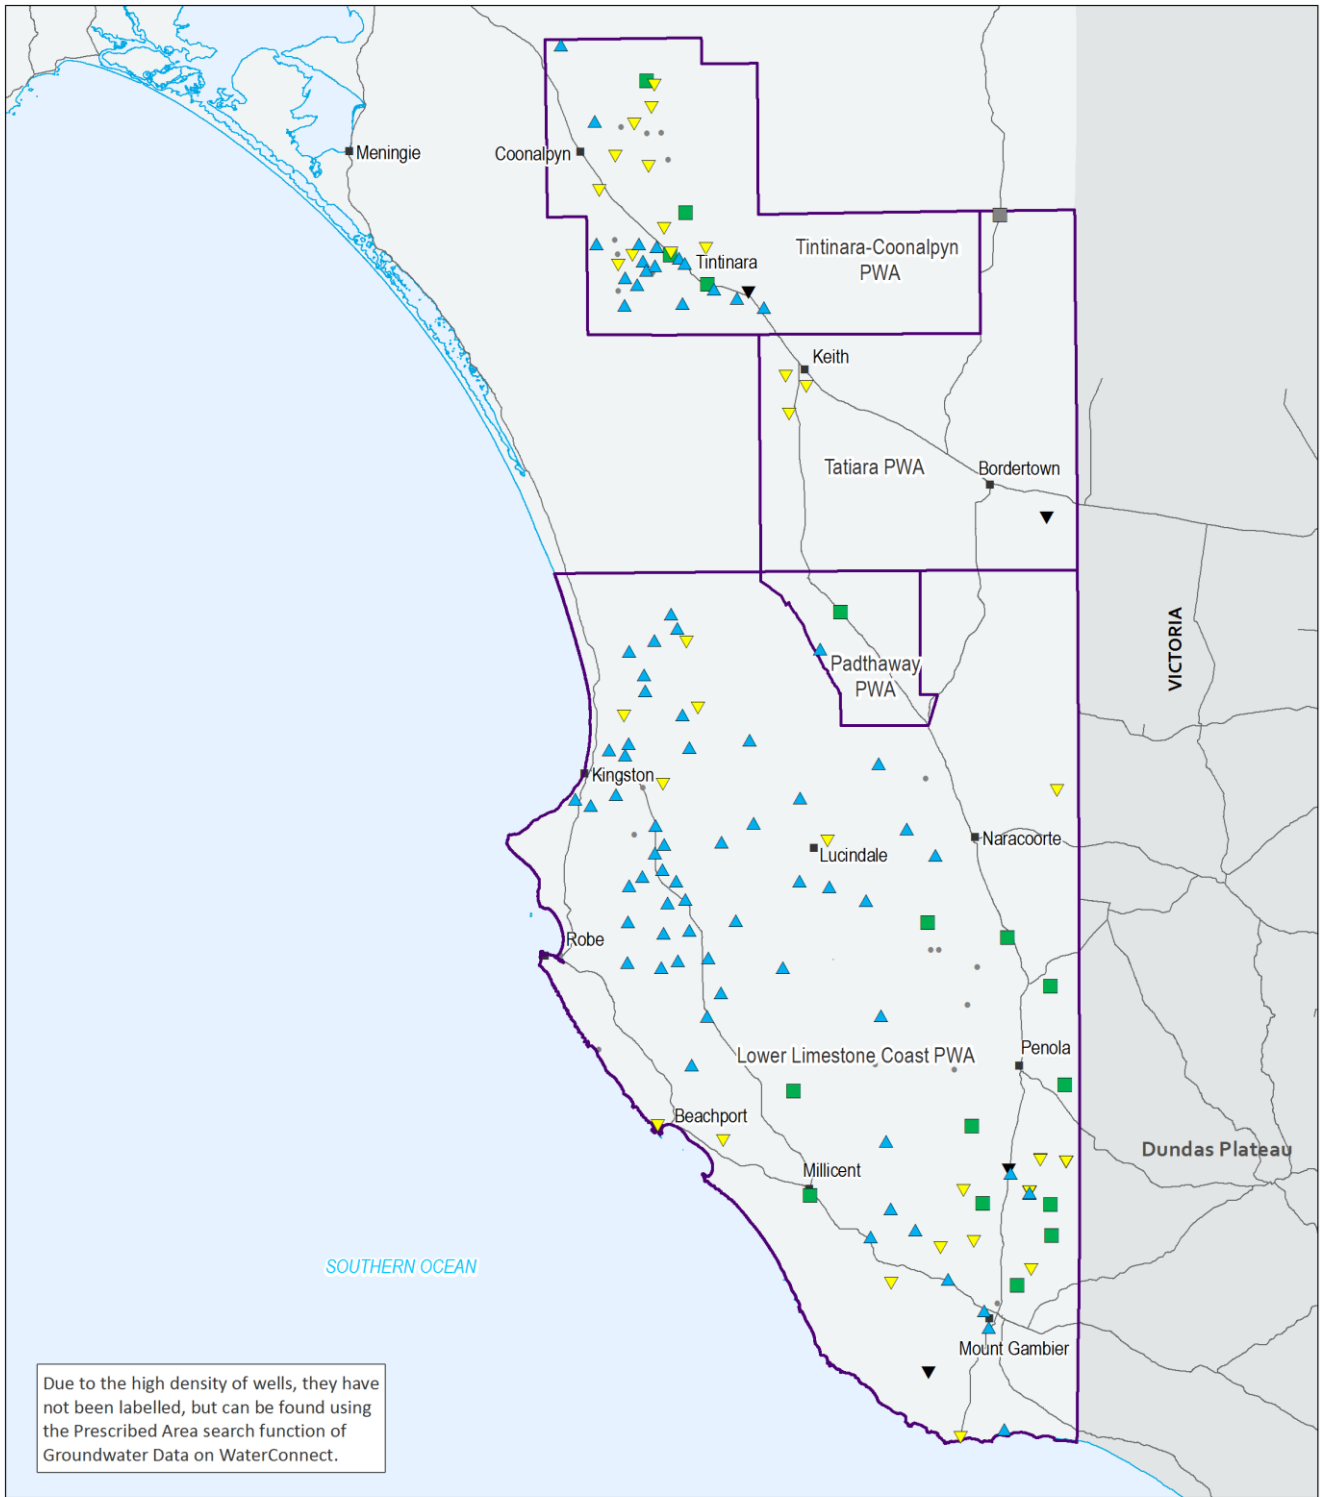 Meningie
Coonalpyn
Tintinara-Coonalpyn
PWA
Tintinara
Keith
Tatiara PWA
Bordertown
Padthaway
PWA
VICTORIA
Kingston
Naracoorte
Lucindale
Robe
Penola
Lower Limestone Coast PWA
Beachport
Dundas Plateau
Millicent
SOUTHERN OCEAN
Mount Gambier
Due to the high density of wells, they have
not been labelled, but can be found using
the Prescribed Area search function of
Groundwater Data on WaterConnect.